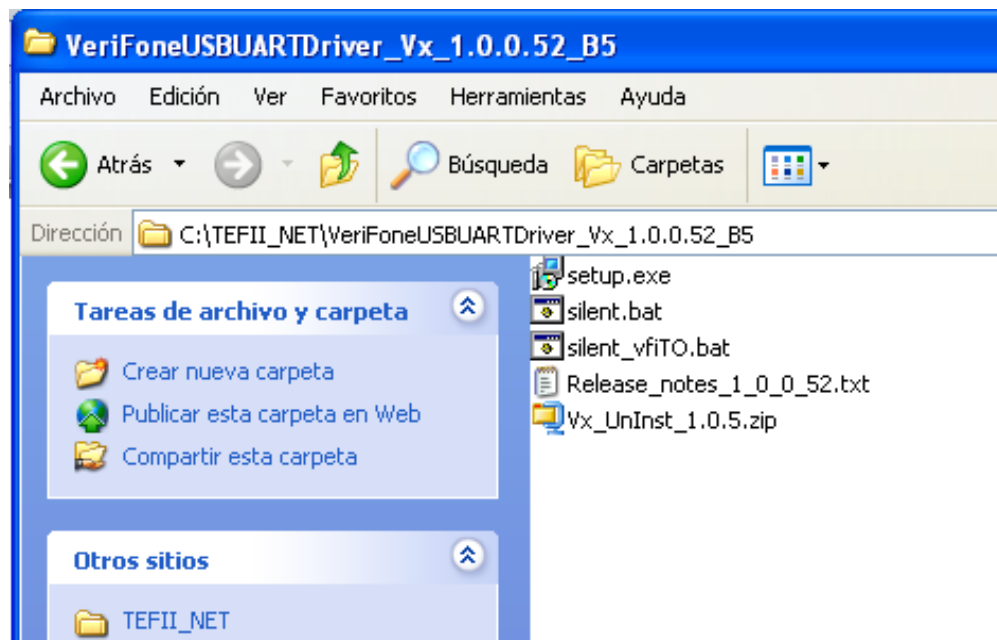 VeriFoneUSBUARTDriver_Vx_1.0.0.52_B5
Archivo Edición Ver Favoritos Herramientas Ayuda
Atrás Búsqueda Carpetas
Dirección C:\TEFII_NET\VeriFoneUSBUARTDriver_Vx_1.0.0.52_B5
Tareas de archivo y carpeta
Crear nueva carpeta
Publicar esta carpeta en Web
Compartir esta carpeta
Otros sitios
TEFII_NET
setup.exe
silent.bat
silent_vfiTO.bat
Release_notes_1_0_0_52.txt
Vx_UnInst_1.0.5.zip